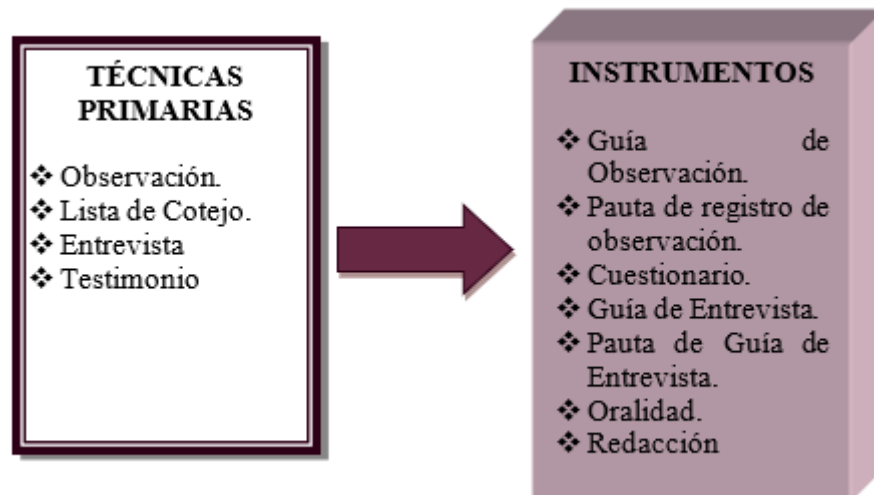 TÉCNICAS
PRIMARIAS
❖ Observación.
❖ Lista de Cotejo.
❖ Entrevista
❖ Testimonio
INSTRUMENTOS
❖ Guía de
Observación.
❖ Pauta de registro de
observación.
❖ Cuestionario.
❖ Guía de Entrevista.
❖ Pauta de Guía de
Entrevista.
❖ Oralidad.
❖ Redacción